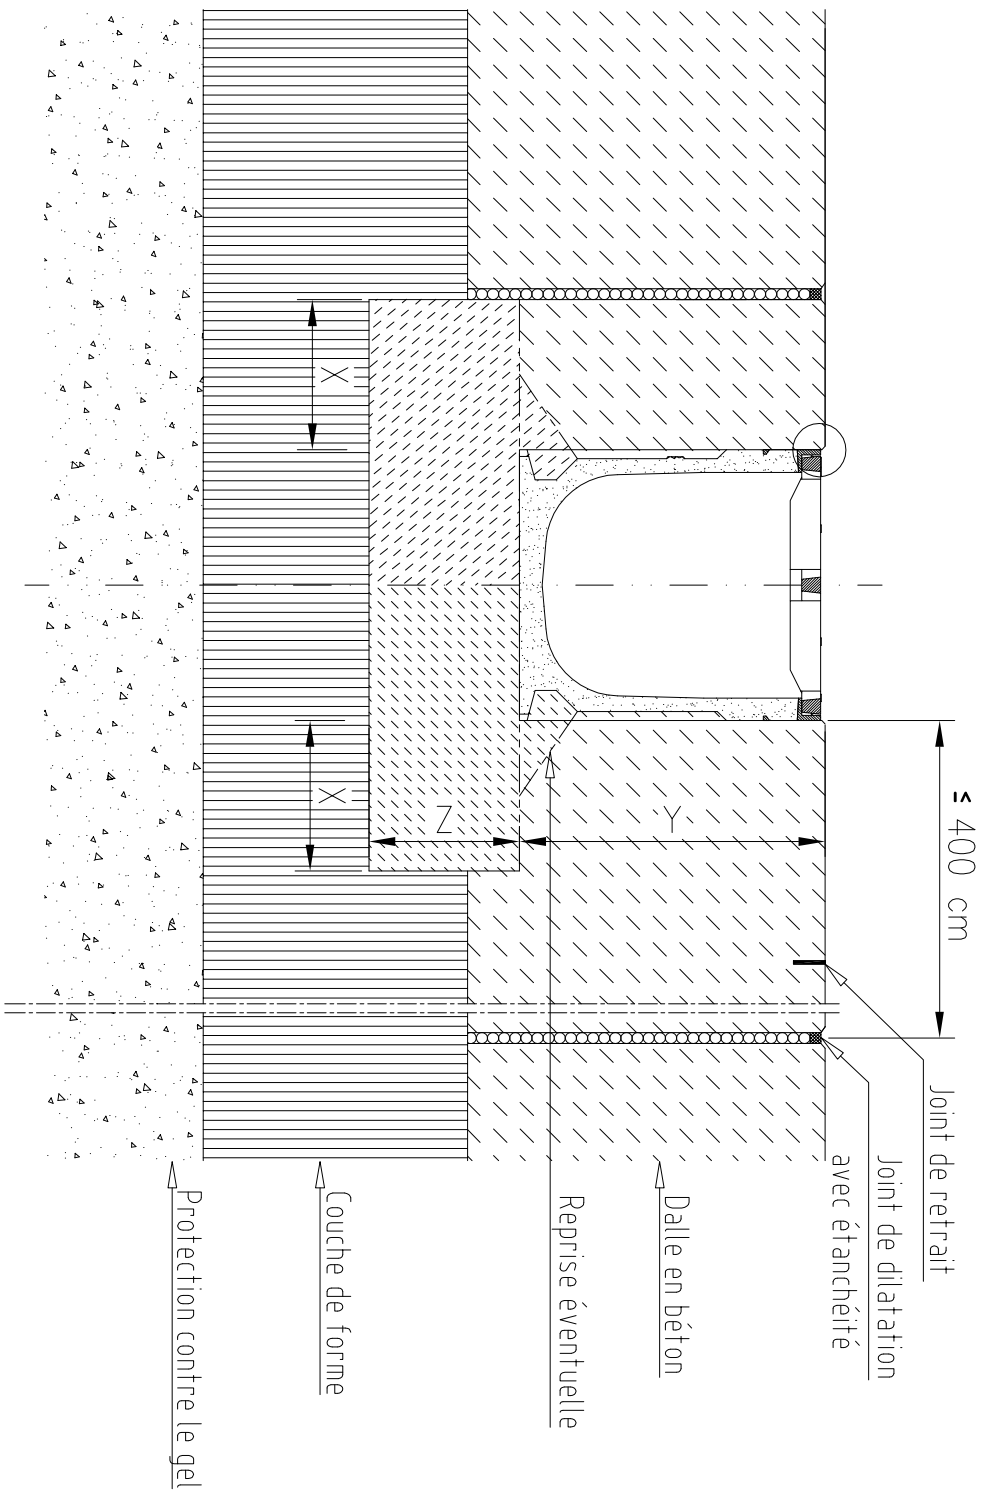 ≤ 400 cm
Joint de retrait
Joint de dilatation
avec étanchéité
Dalle en béton
Reprise éventuelle
Couche de forme
Protection contre le gel
Y
Z
X
X